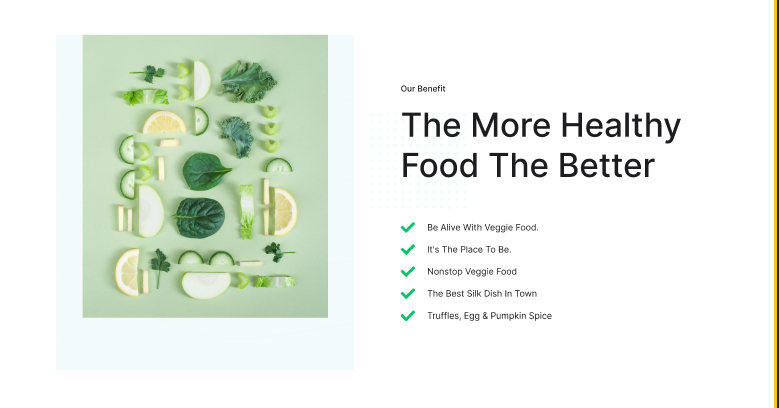 Our Benefit
The More Healthy
Food The Better
Be Alive With Veggie Food.
It's The Place To Be.
Nonstop Veggie Food
The Best Silk Dish In Town
Truffles, Egg & Pumpkin Spice